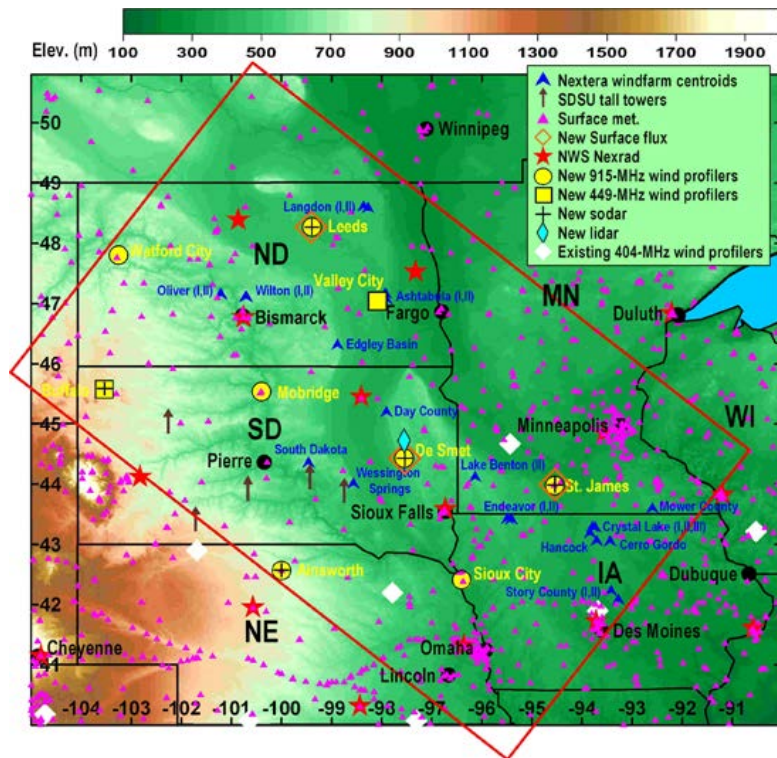 Elev. (m)
100 300 500 700 900 1100 1300 1500 1700 1900
Nextera windfarm centroids
SDSU tall towers
Surface met.
New Surface flux
NWS Nexrad
New 915-MHz wind profilers
New 449-MHz wind profilers
New sodar
New lidar
Existing 404-MHz wind profilers
50
Winnipeg
49
Langdon (I,II)
Leeds
48
Watford City
ND
MN
Valley City
47
Oliver (I,II)
Wilton (I,II)
Ashtabela (I,II)
Bismarck
Fargo
Duluth
Edgley Basin
46
Buffalo
Mobridge
WI
45
Day County
Minneapolis
SD
De Smet
South Dakota
Pierre
Lake Benton (II)
44
Wessington
Springs
St. James
Sioux Falls
Endeavor (I,II)
Mower County
43
Crystal Lake (I,II,III)
Hancock
Cerro Gordo
Ainsworth
Sioux City
IA
Dubuque
Story County (I,II)
42
NE
Des Moines
Cheyenne
Omaha
41
Lincoln
-104 -103 -102 -101 -100 -99 -98 -97 -96 -95 -94 -93 -92 -91